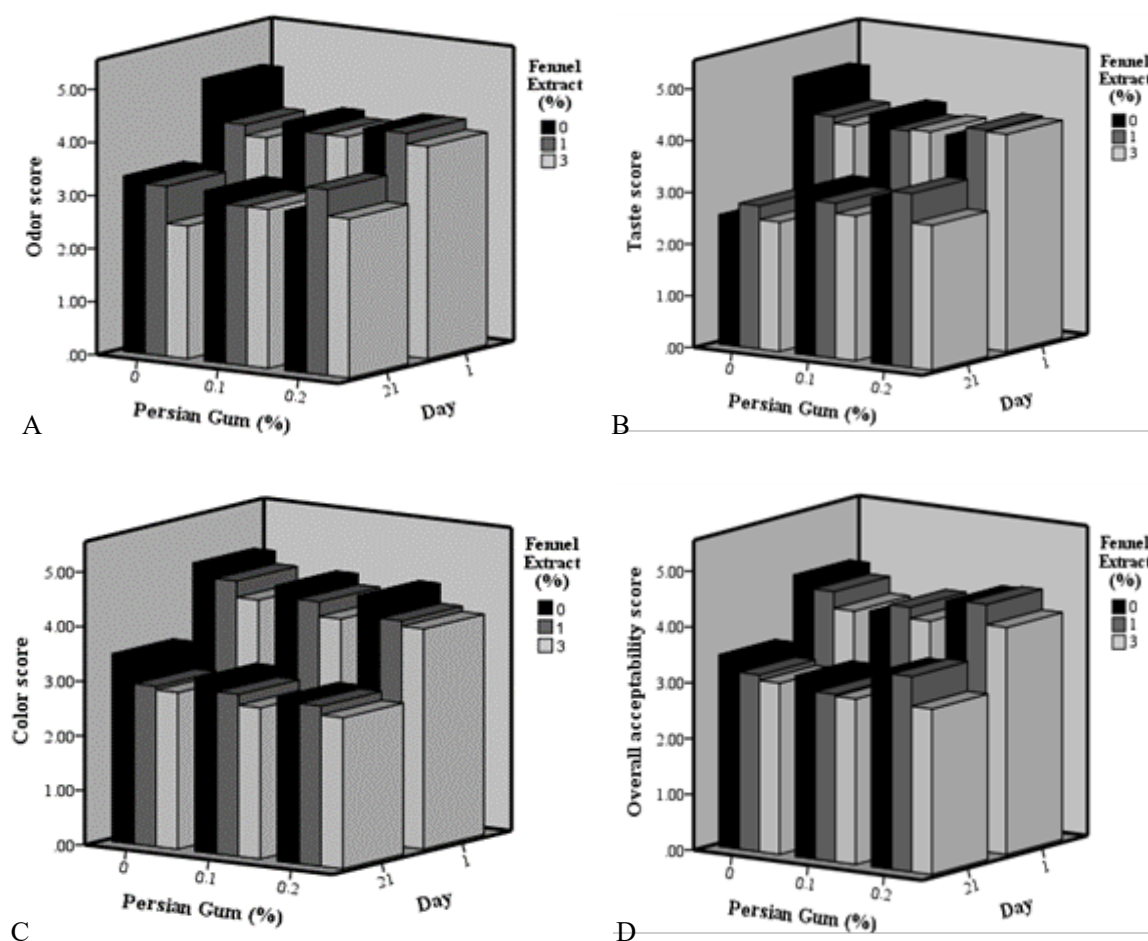 Odor score
5.00
4.00
3.00
2.00
1.00
.00
0
0.1
0.2
Persian Gum (%)
21
1
Day
Fennel
Extract
(%)
0
1
3
A
Taste score
5.00
4.00
3.00
2.00
1.00
.00
0
0.1
0.2
Persian Gum (%)
21
1
Day
Fennel
Extract
(%)
0
1
3
B
Color score
5.00
4.00
3.00
2.00
1.00
.00
0
0.1
0.2
Persian Gum (%)
21
1
Day
Fennel
Extract
(%)
0
1
3
C
Overall acceptability score
5.00
4.00
3.00
2.00
1.00
.00
0
0.1
0.2
Persian Gum (%)
21
1
Day
Fennel
Extract
(%)
0
1
3
D